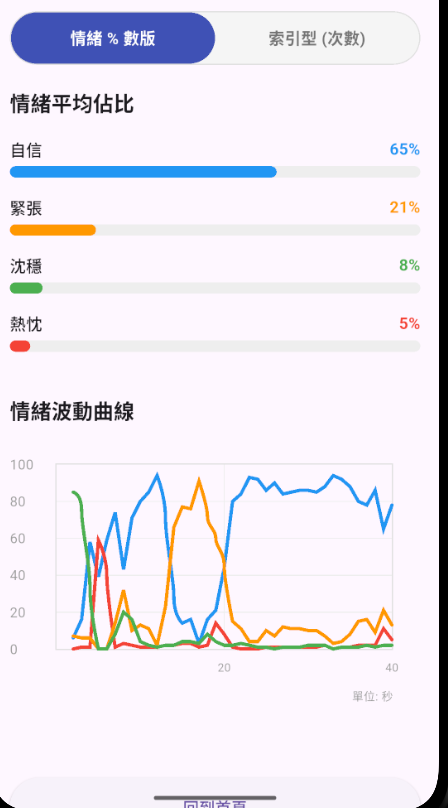 情緒 % 數版
索引型 (次數)
情緒平均佔比
自信 65%
緊張 21%
沈穩 8%
熱忱 5%
情緒波動曲線
100
80
60
40
20
0
20 40
單位: 秒
回到首頁